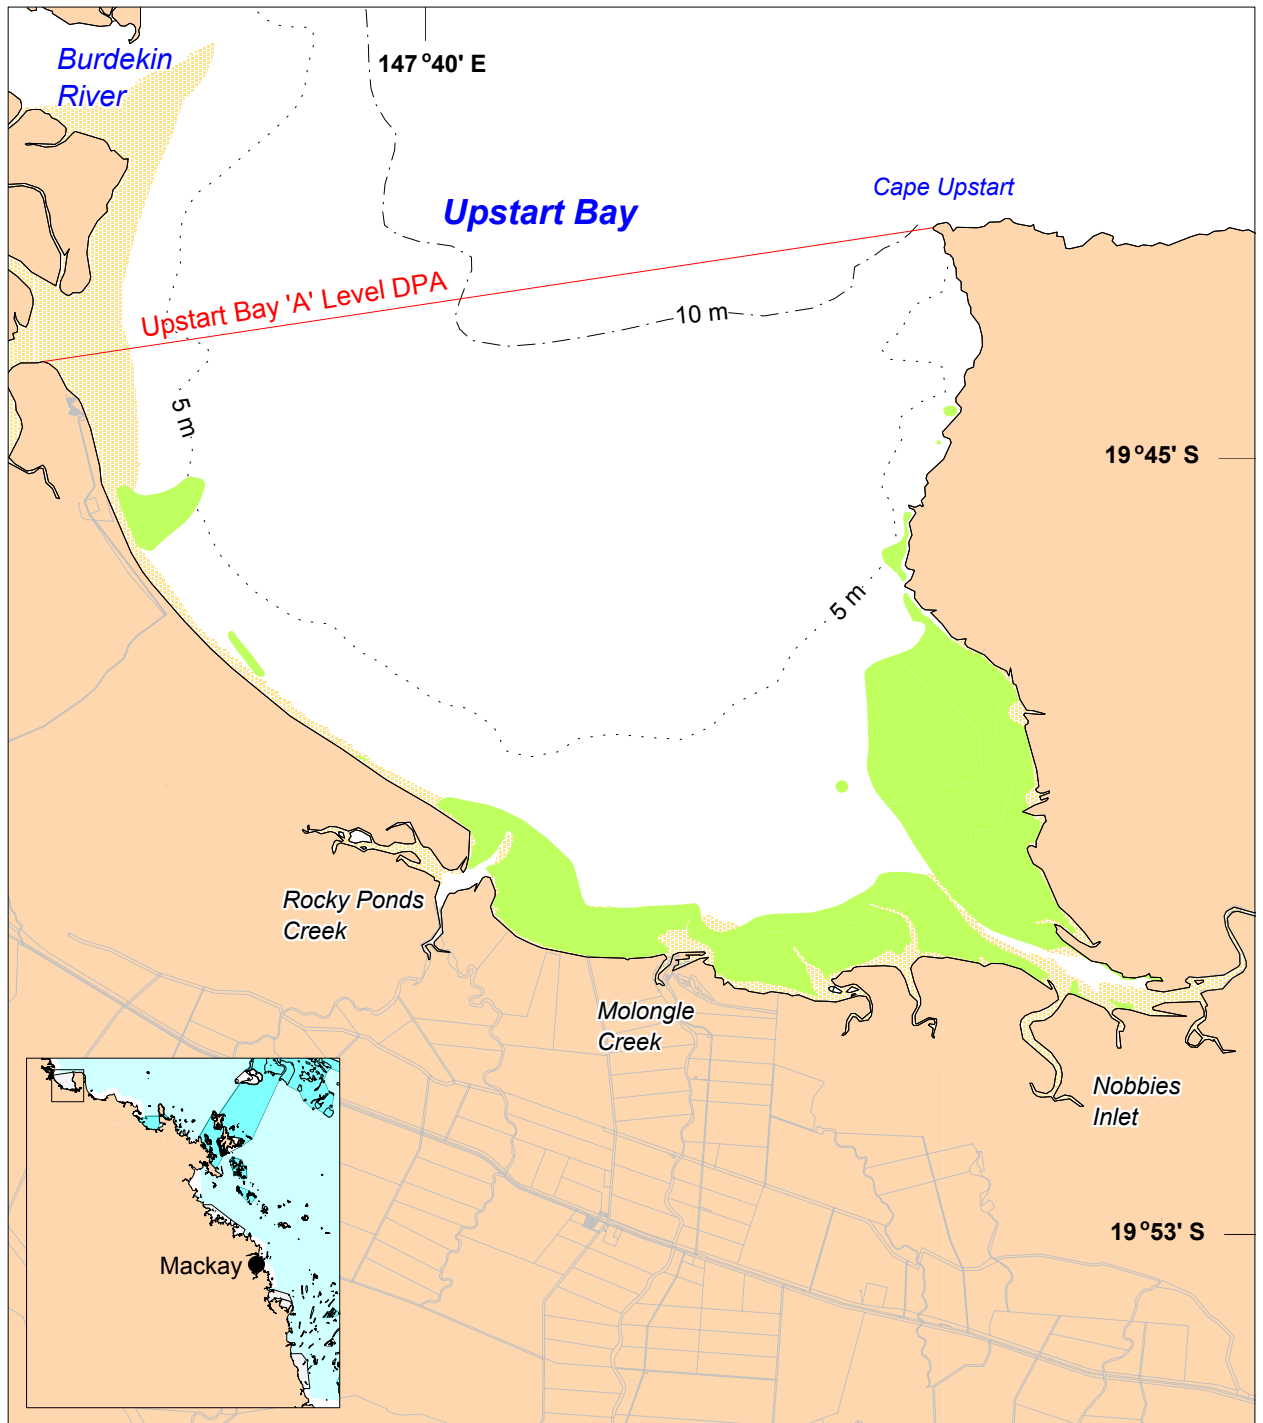 Burdekin
River
147 °40' E
Cape Upstart
Upstart Bay
Upstart Bay 'A' Level DPA
10 m
5 m
19 °45' S
5 m
Rocky Ponds
Creek
Molongle
Creek
Nobbies
Inlet
19 °53' S
Mackay